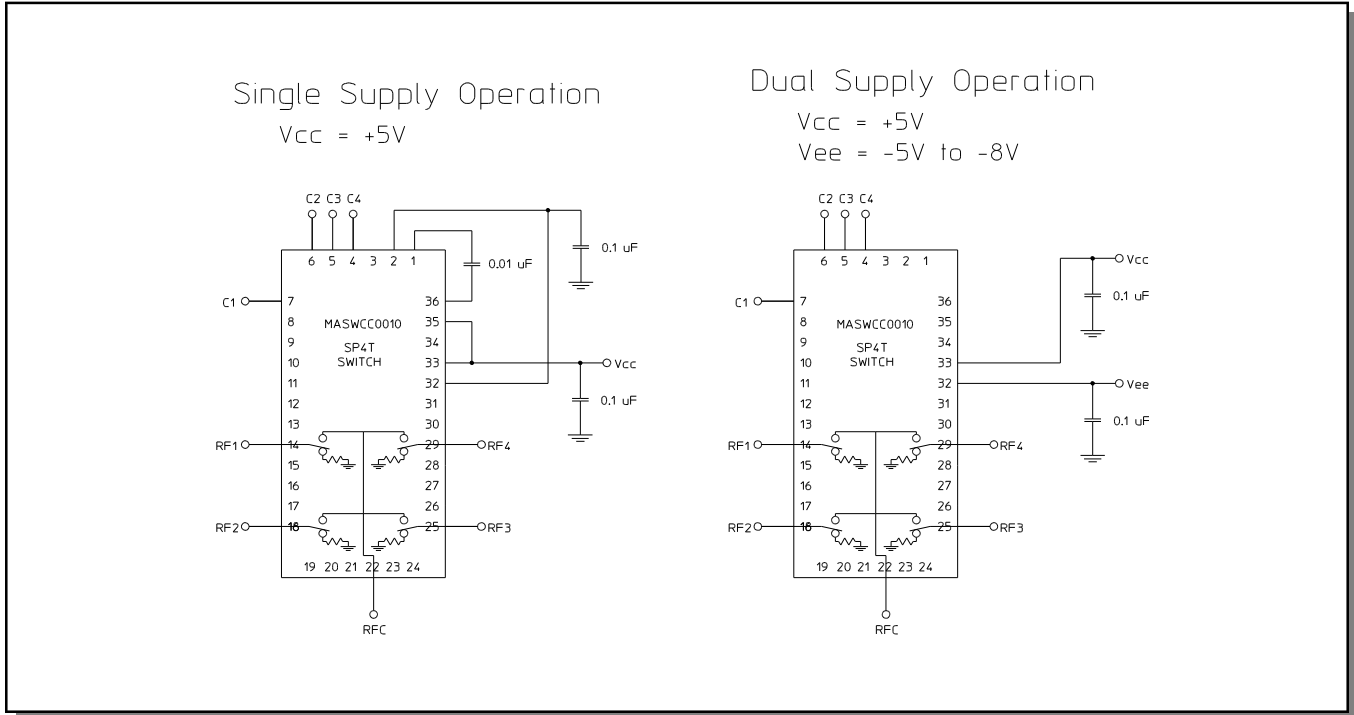 Single Supply Operation
Vcc = +5V
C2 C3 C4
6 5 4 3 2 1
0.1 uF
0.01 uF
C1
7
36
8
MASWCC0010
35
9
SP4T
34
10
SWITCH
33
Vcc
11
32
12
31
0.1 uF
13
30
RF1
14
29
RF4
15
28
16
27
17
26
RF2
18
25
RF3
19 20 21 22 23 24
RFC
Dual Supply Operation
Vcc = +5V
Vee = -5V to -8V
C2 C3 C4
6 5 4 3 2 1
Vcc
0.1 uF
C1
7
36
8
MASWCC0010
35
9
SP4T
34
10
SWITCH
33
11
32
Vee
12
31
0.1 uF
13
30
RF1
14
29
RF4
15
28
16
27
17
26
RF2
18
25
RF3
19 20 21 22 23 24
RFC